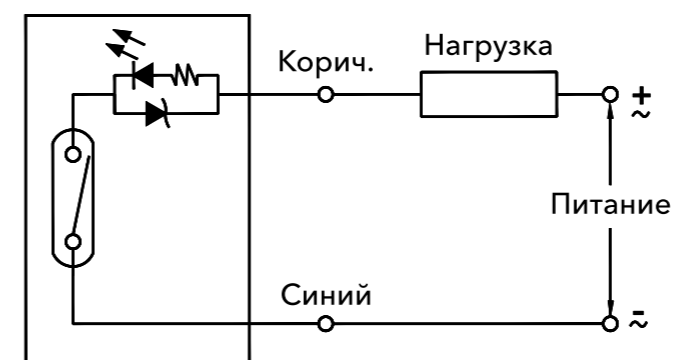 Нагрузка
Корич.
+
~
Питание
Синий
-
~